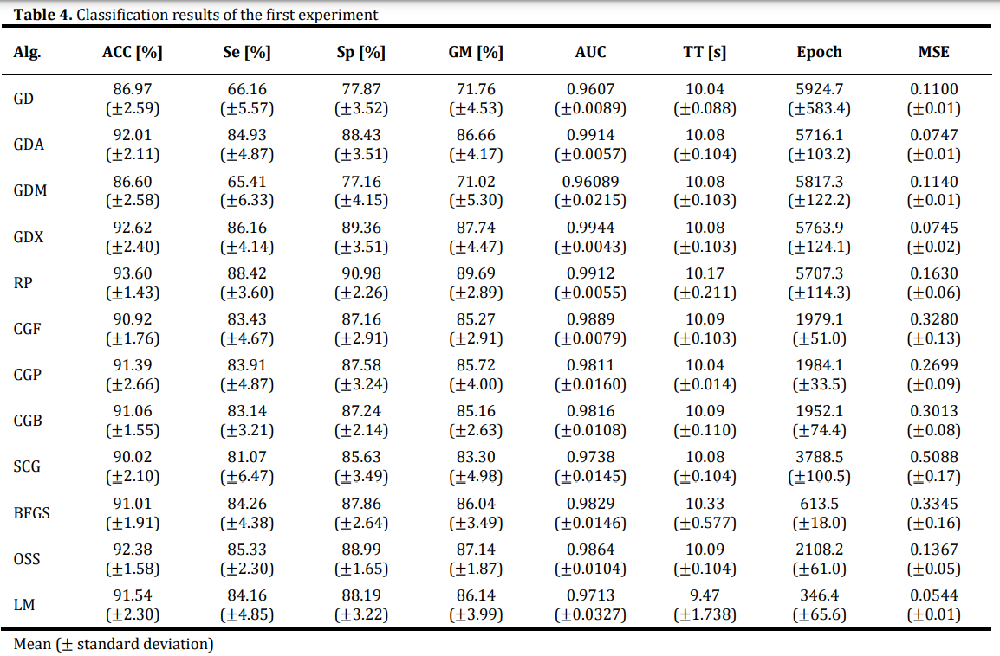 Table 4. Classification results of the first experiment
Alg. ACC [%] Se [%] Sp [%] GM [%] AUC TT [s] Epoch MSE
GD 86.97 66.16 77.87 71.76 0.9607 10.04 5924.7 0.1100
(±2.59) (±5.57) (±3.52) (±4.53) (±0.0089) (±0.088) (±583.4) (±0.01)
GDA 92.01 84.93 88.43 86.66 0.9914 10.08 5716.1 0.0747
(±2.11) (±4.87) (±3.51) (±4.17) (±0.0057) (±0.104) (±103.2) (±0.01)
GDM 86.60 65.41 77.16 71.02 0.96089 10.08 5817.3 0.1140
(±2.58) (±6.33) (±4.15) (±5.30) (±0.0215) (±0.103) (±122.2) (±0.01)
GDX 92.62 86.16 89.36 87.74 0.9944 10.08 5763.9 0.0745
(±2.40) (±4.14) (±3.51) (±4.47) (±0.0043) (±0.103) (±124.1) (±0.02)
RP 93.60 88.42 90.98 89.69 0.9912 10.17 5707.3 0.1630
(±1.43) (±3.60) (±2.26) (±2.89) (±0.0055) (±0.211) (±114.3) (±0.06)
CGF 90.92 83.43 87.16 85.27 0.9889 10.09 1979.1 0.3280
(±1.76) (±4.67) (±2.91) (±2.91) (±0.0079) (±0.103) (±51.0) (±0.13)
CGP 91.39 83.91 87.58 85.72 0.9811 10.04 1984.1 0.2699
(±2.66) (±4.87) (±3.24) (±4.00) (±0.0160) (±0.014) (±33.5) (±0.09)
CGB 91.06 83.14 87.24 85.16 0.9816 10.09 1952.1 0.3013
(±1.55) (±3.21) (±2.14) (±2.63) (±0.0108) (±0.110) (±74.4) (±0.08)
SCG 90.02 81.07 85.63 83.30 0.9738 10.08 3788.5 0.5088
(±2.10) (±6.47) (±3.49) (±4.98) (±0.0145) (±0.104) (±100.5) (±0.17)
BFGS 91.01 84.26 87.86 86.04 0.9829 10.33 613.5 0.3345
(±1.91) (±4.38) (±2.64) (±3.49) (±0.0146) (±0.577) (±18.0) (±0.16)
OSS 92.38 85.33 88.99 87.14 0.9864 10.09 2108.2 0.1367
(±1.58) (±2.30) (±1.65) (±1.87) (±0.0104) (±0.104) (±61.0) (±0.05)
LM 91.54 84.16 88.19 86.14 0.9713 9.47 346.4 0.0544
(±2.30) (±4.85) (±3.22) (±3.99) (±0.0327) (±1.738) (±65.6) (±0.01)
Mean (± standard deviation)